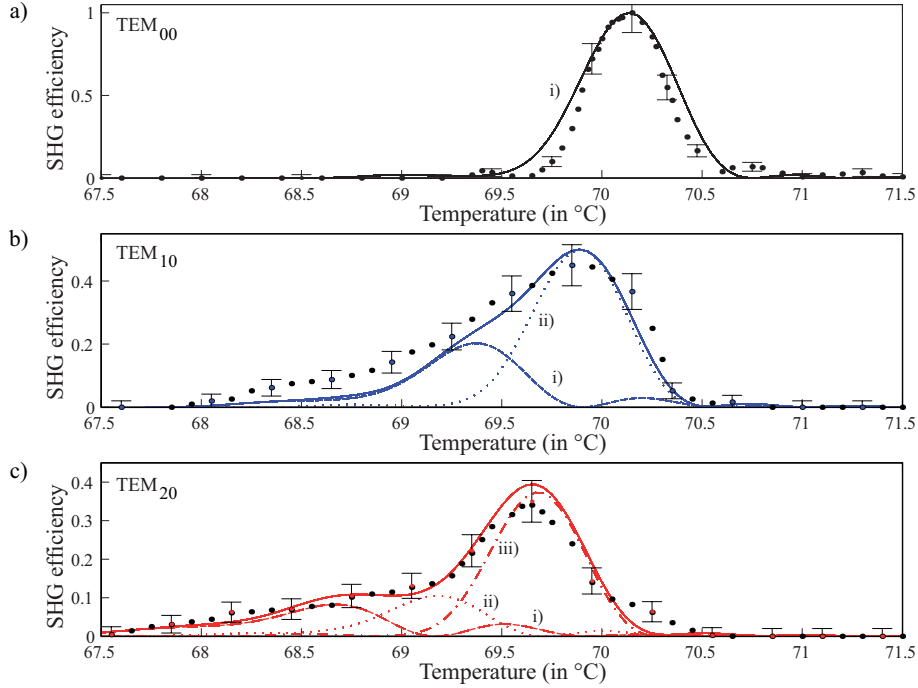 a)
TEM00
SHG efficiency
1
0.5
0
i)
67.5 68 68.5 69 69.5 70 70.5 71 71.5
Temperature (in °C)
b)
TEM10
SHG efficiency
0.4
0.2
0
ii)
i)
67.5 68 68.5 69 69.5 70 70.5 71 71.5
Temperature (in °C)
c)
TEM20
SHG efficiency
0.4
0.3
0.2
0.1
0
iii)
ii)
i)
67.5 68 68.5 69 69.5 70 70.5 71 71.5
Temperature (in °C)